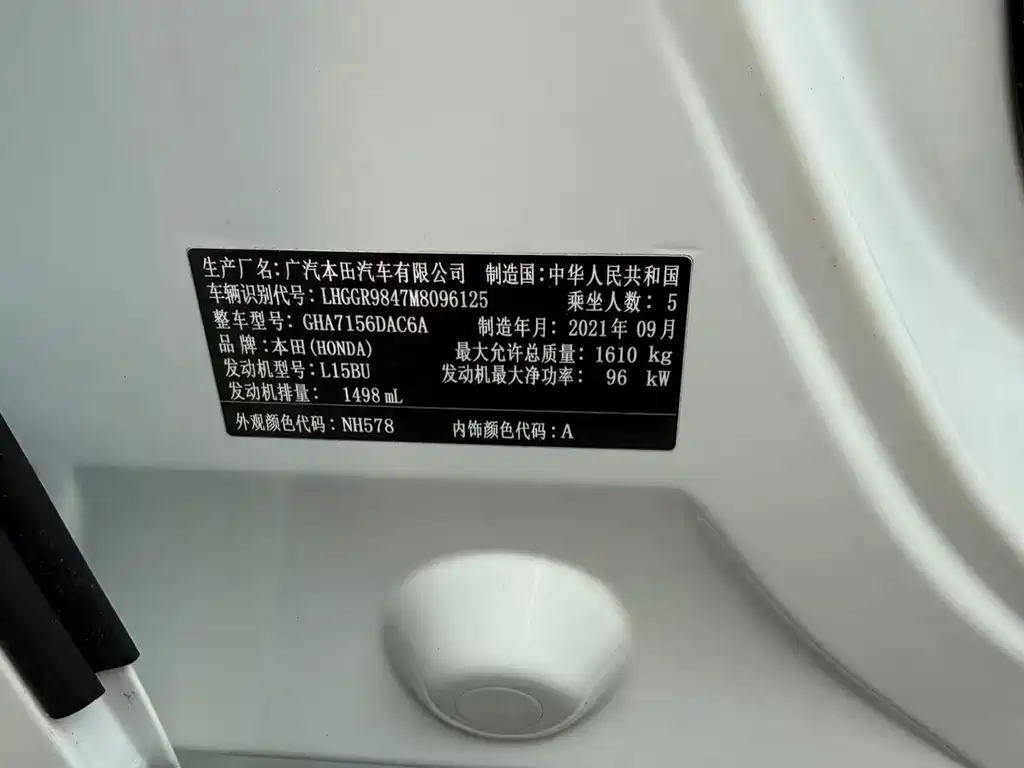 生产厂名:广汽本田汽车有限公司 制造国:中华人民共和国
车辆识别代号:LHGGR9847M8096125 乘坐人数: 5
整车型号:GHA7156DAC6A 制造年月:2021年09月
品牌:本田(HONDA) 最大允许总质量:1610 kg
发动机型号:L15BU 发动机最大净功率: 96 kW
发动机排量: 1498 mL
外观颜色代码:NH578 内饰颜色代码:A